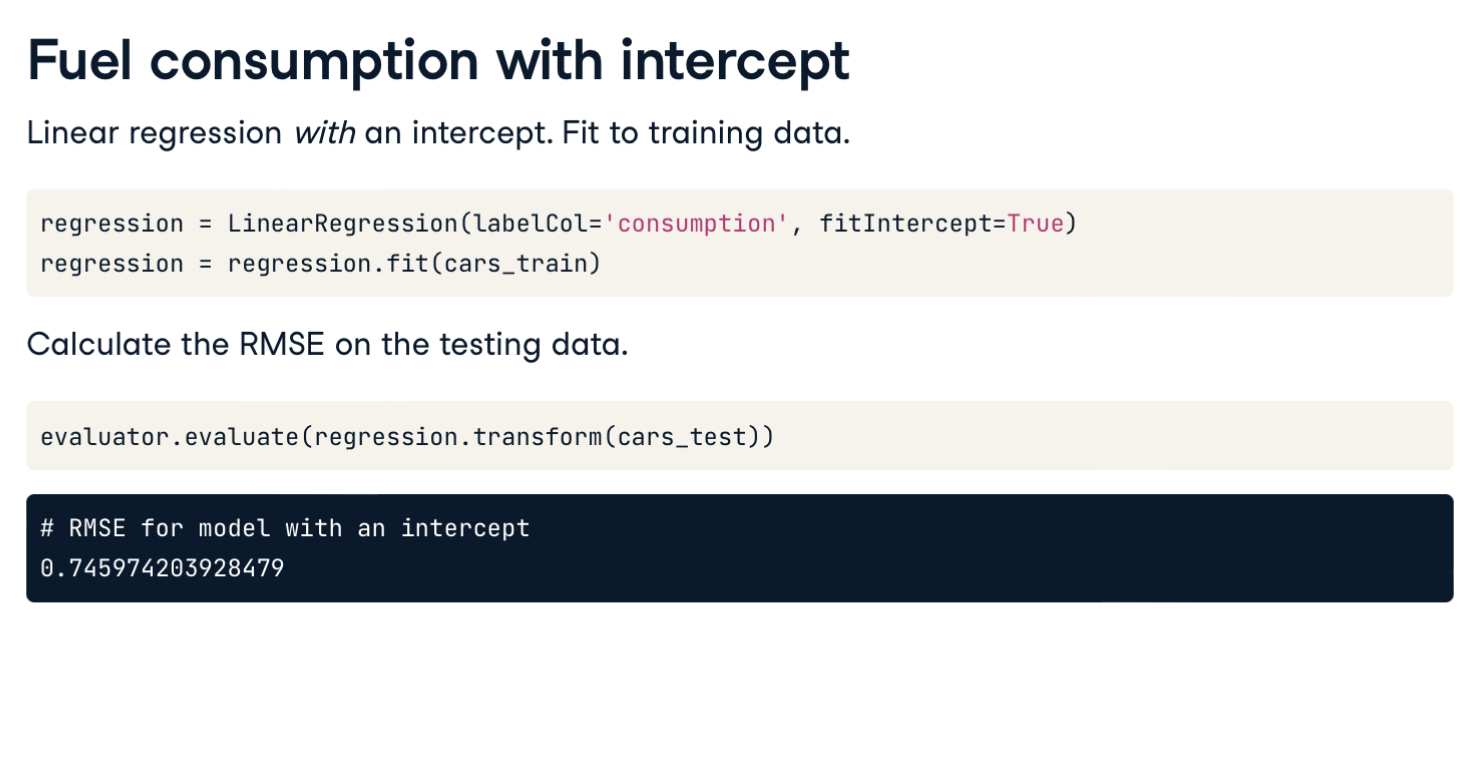 Fuel consumption with intercept
Linear regression with an intercept. Fit to training data.
regression = LinearRegression(labelCol='consumption', fitIntercept=True)
regression = regression.fit(cars_train)
Calculate the RMSE on the testing data.
evaluator.evaluate(regression.transform(cars_test))
# RMSE for model with an intercept
0.745974203928479